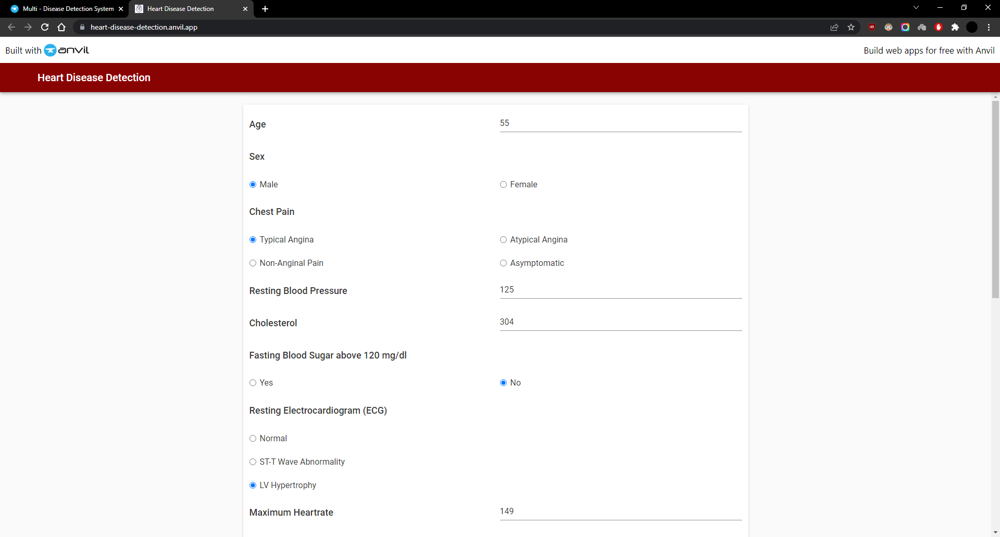 Multi - Disease Detection System
Heart Disease Detection
heart-disease-detection.anvil.app
Built with anvil
Build web apps for free with Anvil
Heart Disease Detection
Age
55
Sex
Male
Female
Chest Pain
Typical Angina
Atypical Angina
Non-Anginal Pain
Asymptomatic
Resting Blood Pressure
125
Cholesterol
304
Fasting Blood Sugar above 120 mg/dl
Yes
No
Resting Electrocardiogram (ECG)
Normal
ST-T Wave Abnormality
LV Hypertrophy
Maximum Heartrate
149